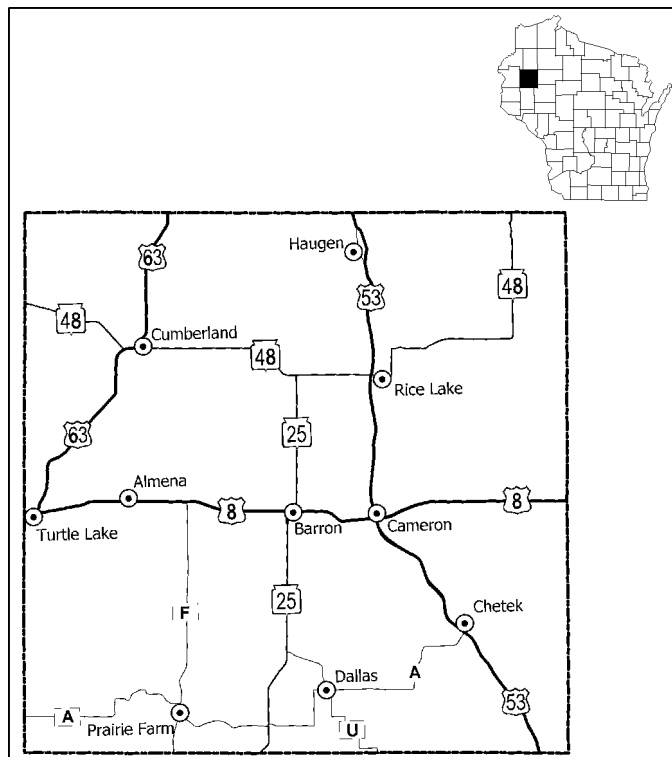 Haugen
63
48
53
48
Cumberland
48
Rice Lake
25
63
Almena
8
8
Turtle Lake
Barron
Cameron
25
F
Chetek
A
Dallas
A
Prairie Farm
U
53